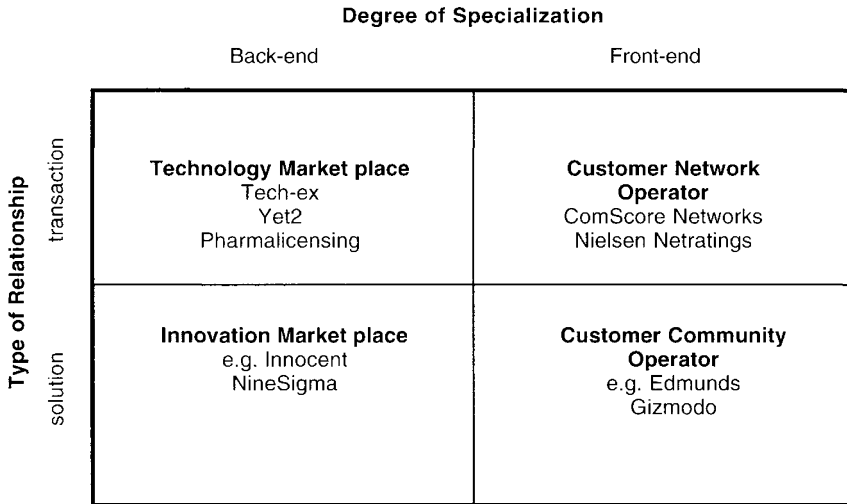 Degree of Specialization
Back-end
Front-end
Type of Relationship
transaction
Technology Market place
Tech-ex
Yet2
Pharmalicensing
Customer Network
Operator
ComScore Networks
Nielsen Netratings
solution
Innovation Market place
e.g. Innocent
NineSigma
Customer Community
Operator
e.g. Edmunds
Gizmodo